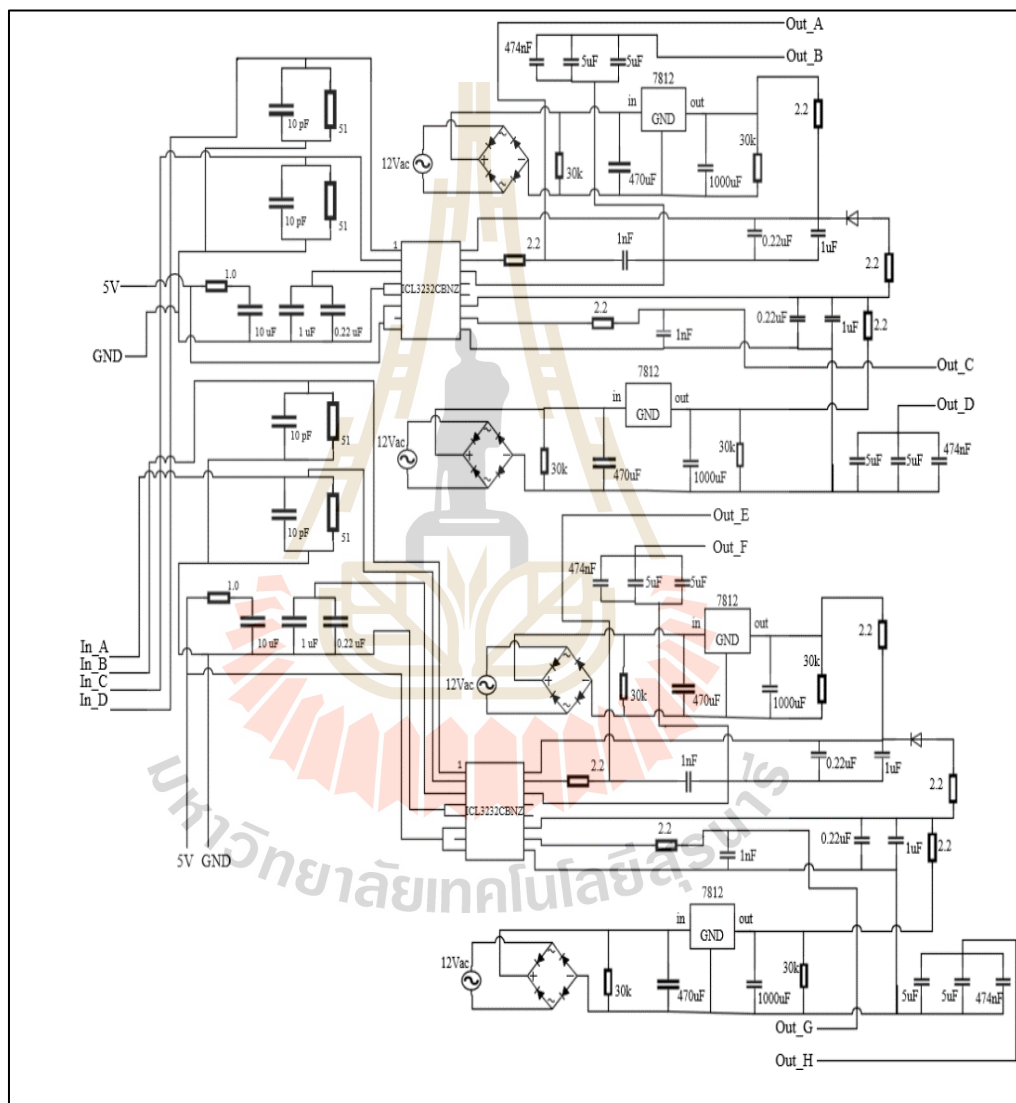 Out_A
474nF
5uF
5uF
Out_B
7812
in
out
GND
2.2
10 pF
51
12Vac
30k
470uF
1000uF
30k
10 pF
51
1
2.2
1nF
0.22uF
1uF
2.2
5V
1.0
ICL3232CBNZ
10 uF
1 uF
0.22 uF
2.2
1nF
0.22uF
1uF
2.2
GND
Out_C
7812
in
out
GND
Out_D
10 pF
51
12Vac
30k
470uF
1000uF
30k
5uF
5uF
474nF
10 pF
51
Out_E
Out_F
474nF
5uF
5uF
1.0
7812
in
out
GND
2.2
10 uF
1 uF
0.22 uF
In_A
In_B
In_C
In_D
12Vac
30k
470uF
1000uF
30k
1
2.2
1nF
0.22uF
1uF
2.2
ICL3232CBNZ
5V
GND
2.2
1nF
0.22uF
1uF
2.2
มหาวิทยาลัยเทคโนโลยีสุรนารี
7812
in
out
GND
12Vac
30k
470uF
1000uF
30k
5uF
5uF
474nF
Out_G
Out_H